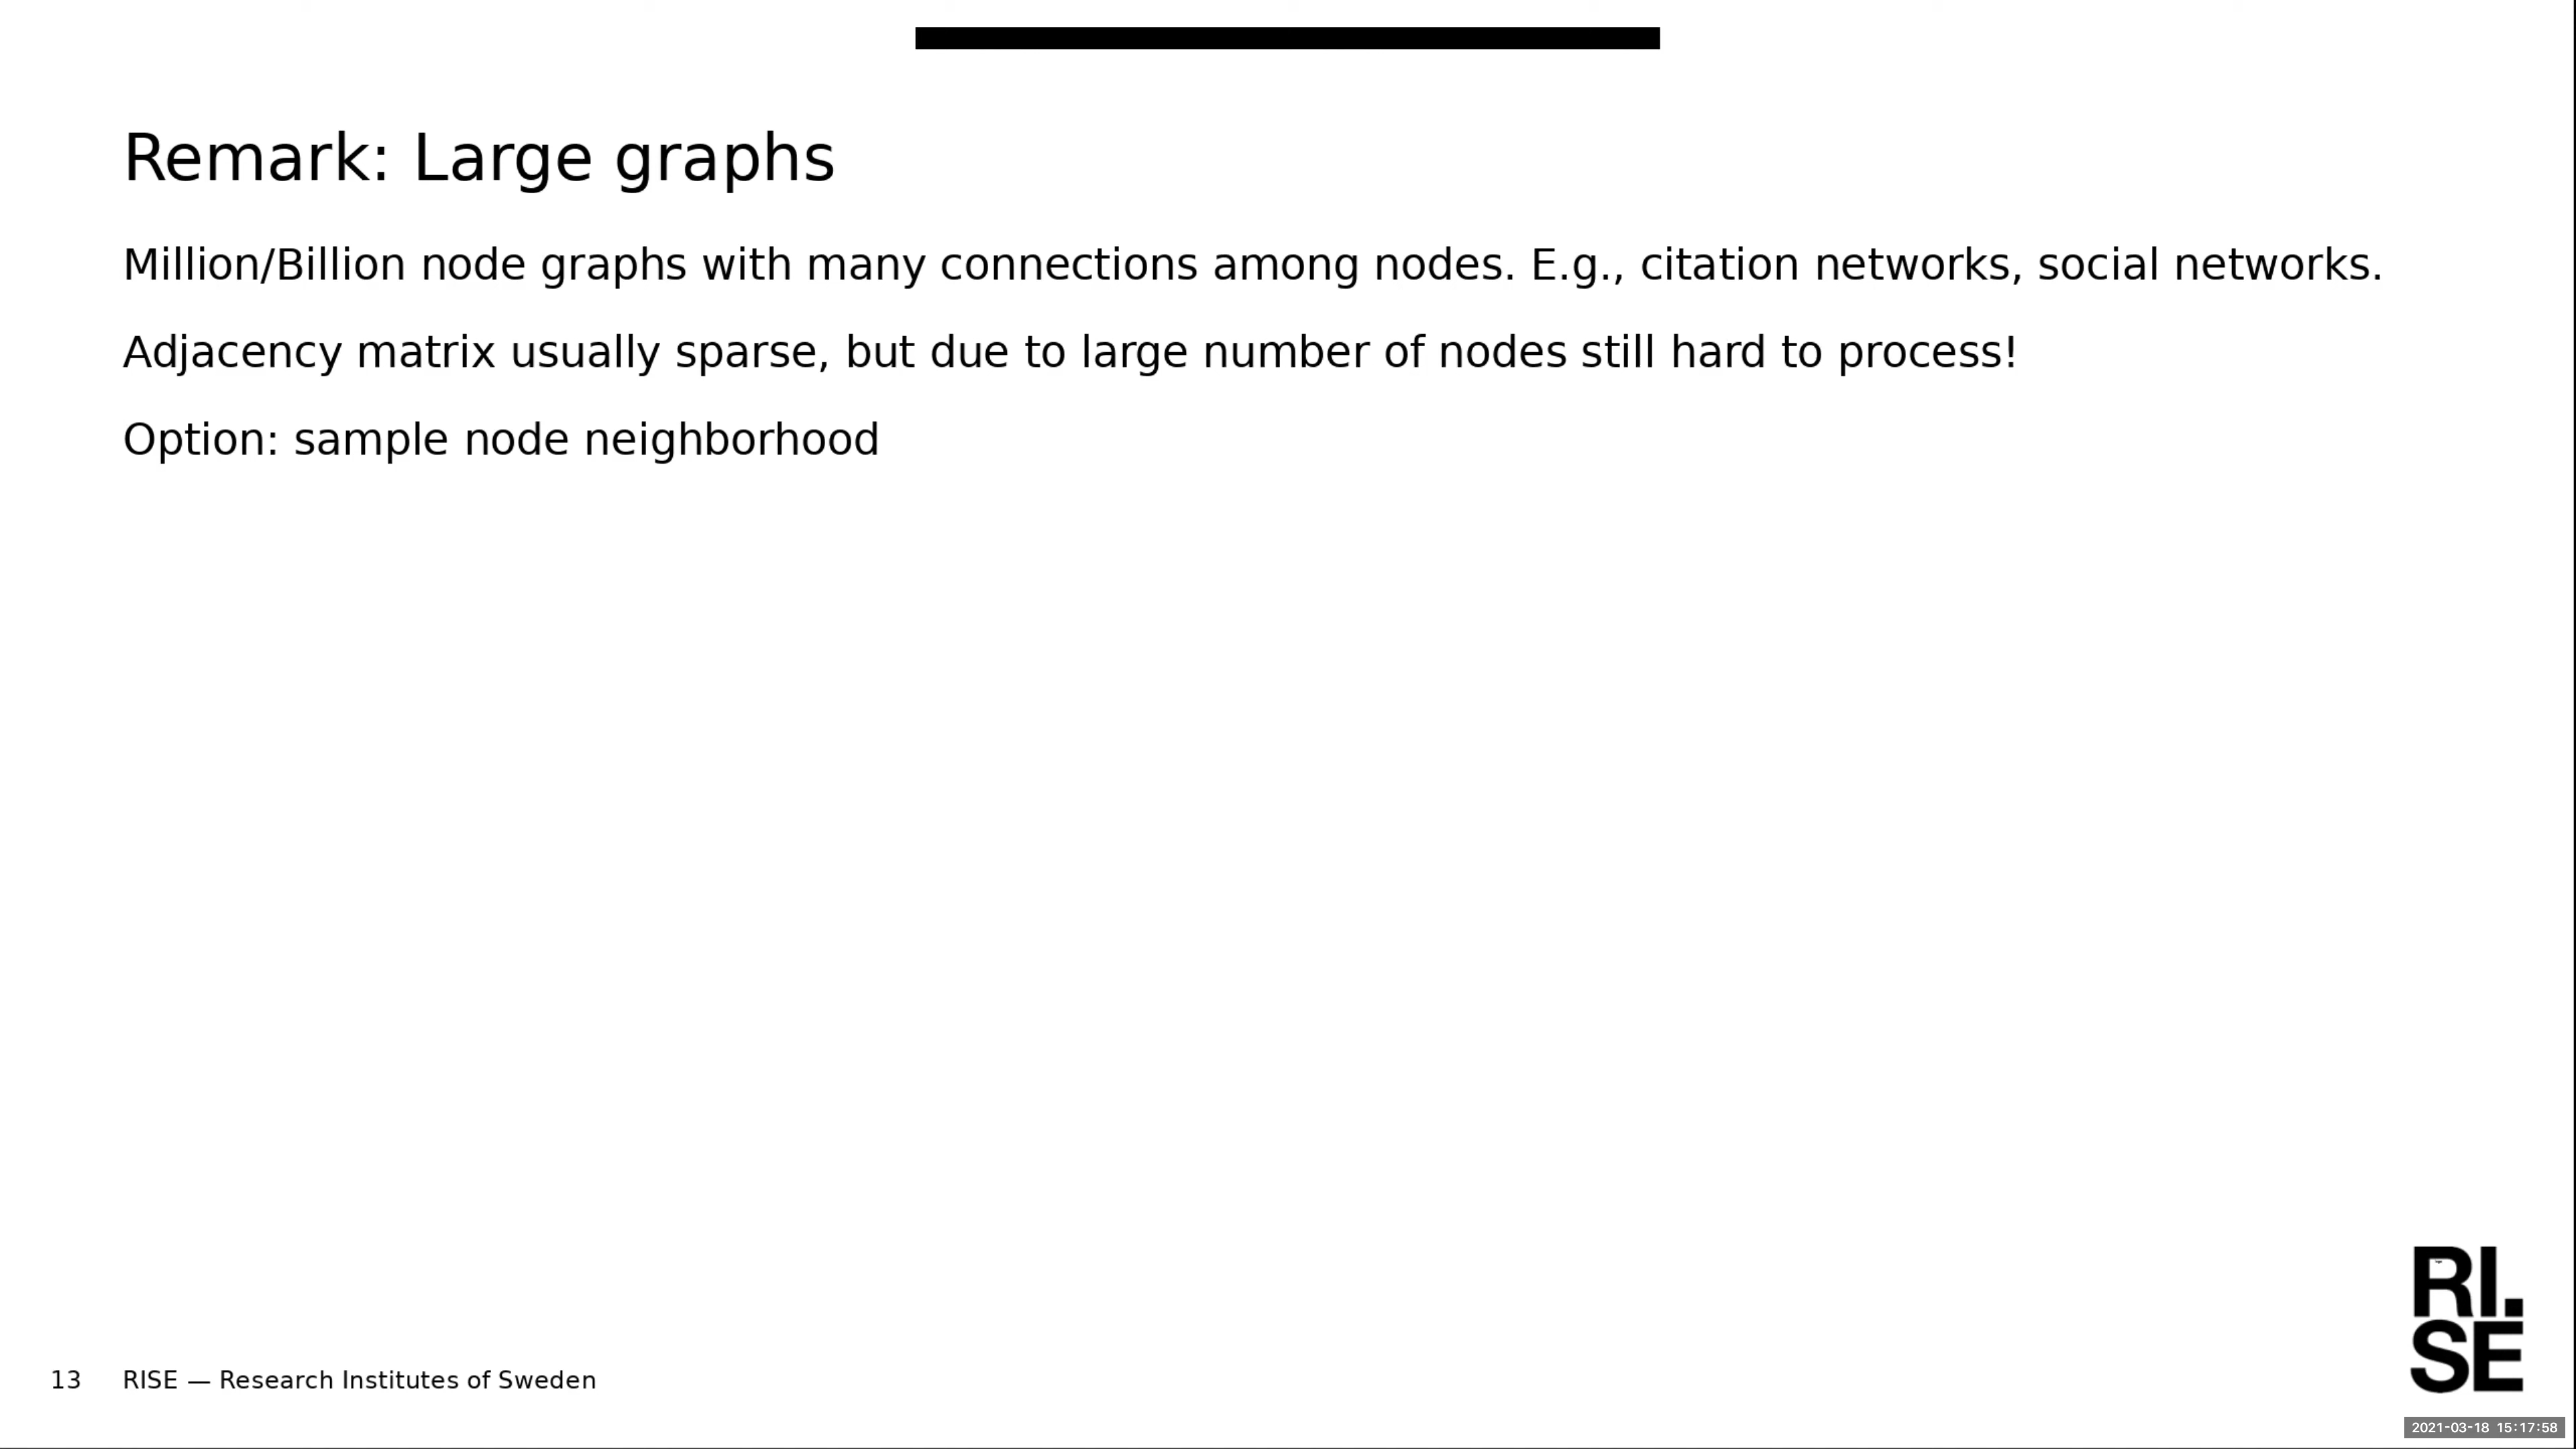 Remark: Large graphs
Million/Billion node graphs with many connections among nodes. E.g., citation networks, social networks.
Adjacency matrix usually sparse, but due to large number of nodes still hard to process!
Option: sample node neighborhood
RI.
SE
13 RISE — Research Institutes of Sweden
2021-03-18 15:17:58